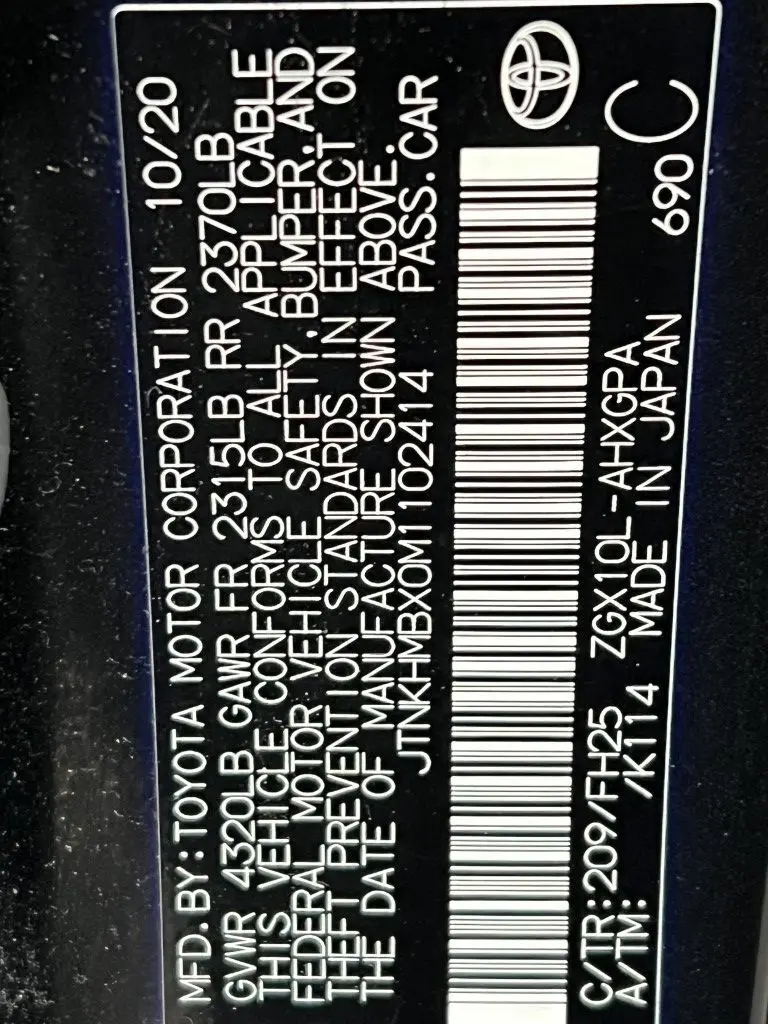 MFD.BY:TOYOTA MOTOR CORPORATION 10/20
GVWR 4320LB GAWR FR 2315LB RR 2370LB
THIS VEHICLE CONFORMS TO ALL APPLICABLE
FEDERAL MOTOR VEHICLE SAFETY,BUMPER,AND
THEFT PREVENTION STANDARDS IN EFFECT ON
THE DATE OF MANUFACTURE SHOWN ABOVE.
JTNKHMBX0M1102414 PASS.CAR
C/TR:209/FH25 ZGX10L-AHXGPA C
A/TM: /K114 MADE IN JAPAN 690